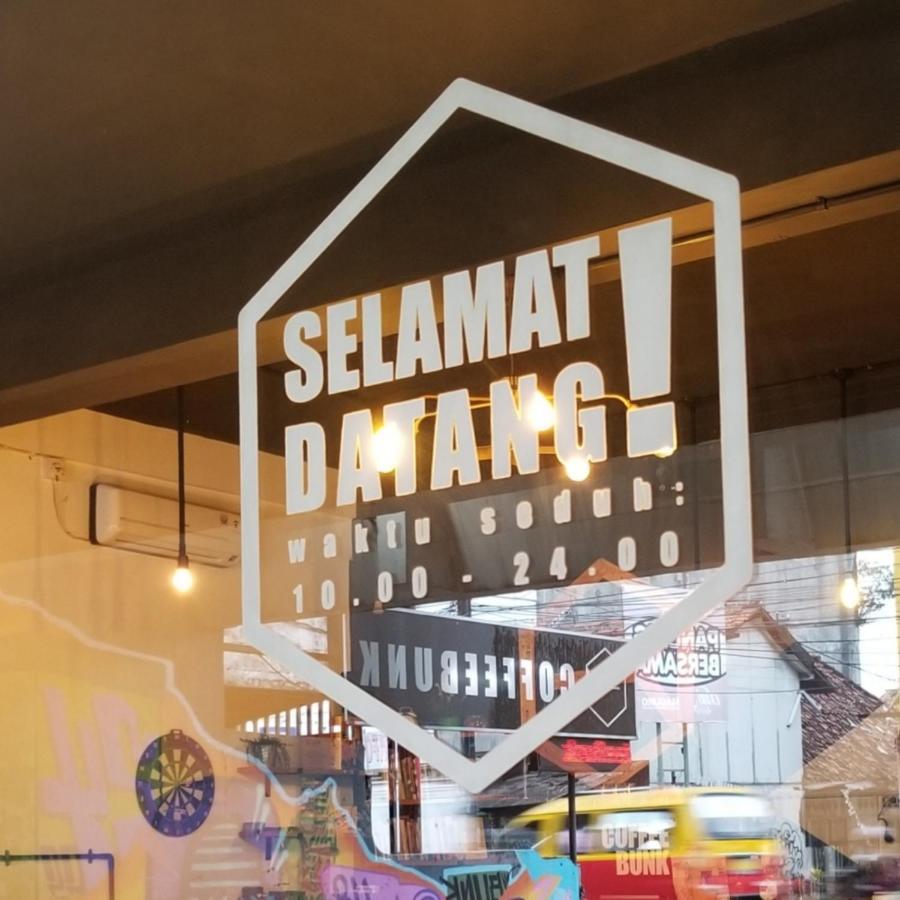 SELAMAT
DATANG!
waktu seduh:
10.00 - 24.00
COFFEEBUNK
BERSAMA
COFFEE
BUNK